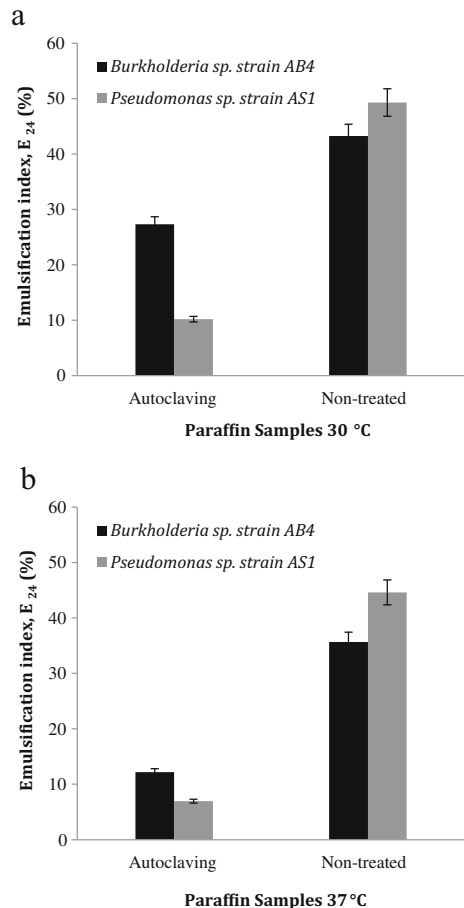 a
60
50
40
30
20
10
0
Emulsification index, E 24 (%)
Burkholderia sp. strain AB4
Pseudomonas sp. strain AS1
Autoclaving Non-treated
Paraffin Samples 30 °C
b
60
50
40
30
20
10
0
Emulsification index, E 24 (%)
Burkholderia sp. strain AB4
Pseudomonas sp. strain AS1
Autoclaving Non-treated
Paraffin Samples 37°C